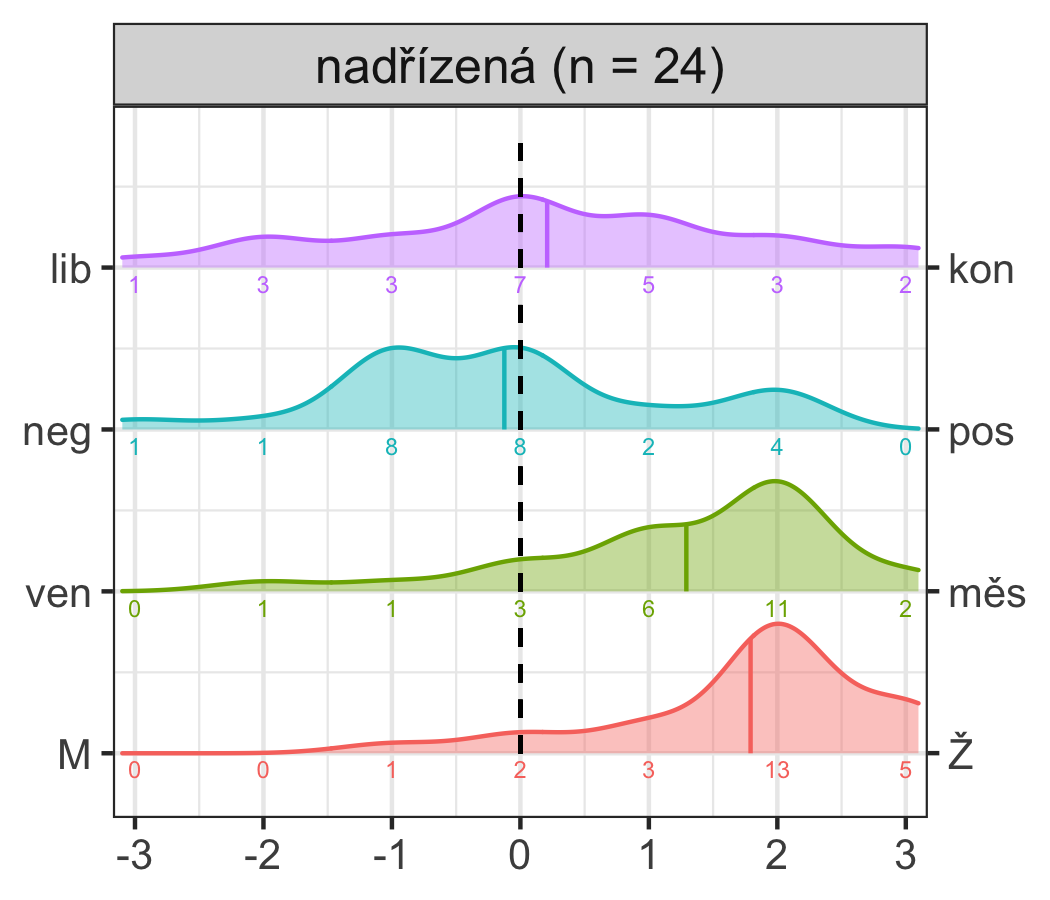 nadřízená (n = 24)
lib kon
1 3 3 7 5 3 2
neg pos
1 1 8 8 2 4 0
ven měs
0 1 1 3 6 11 2
M Ž
0 0 1 2 3 13 5
-3 -2 -1 0 1 2 3